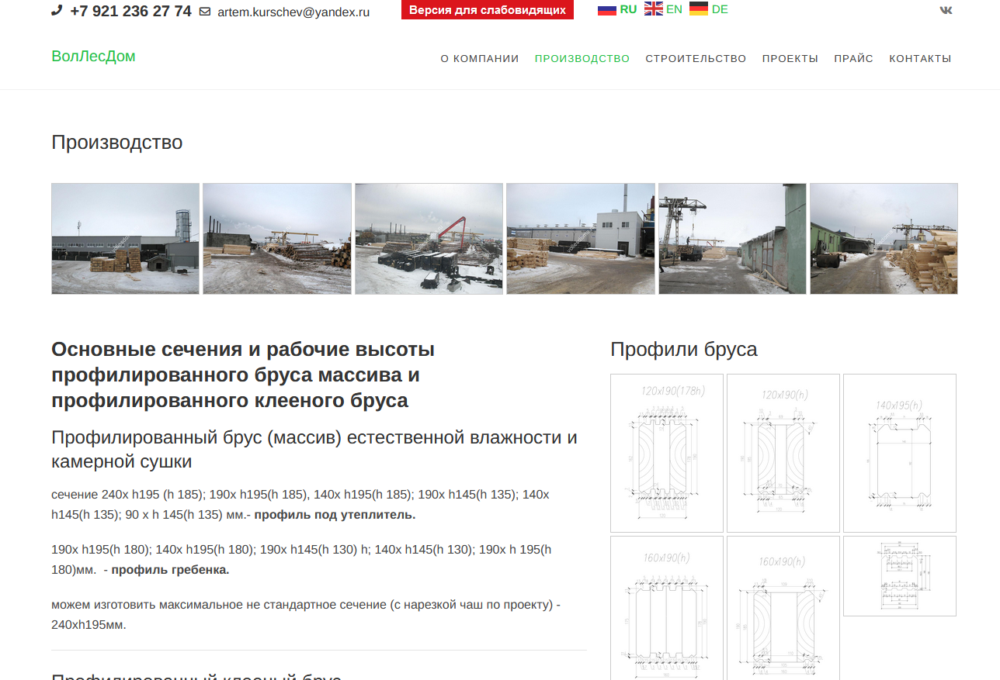 +7 921 236 27 74 artem.kurschev@yandex.ru Версия для слабовидящих RU EN DE
ВолЛесДом
О КОМПАНИИ ПРОИЗВОДСТВО СТРОИТЕЛЬСТВО ПРОЕКТЫ ПРАЙС КОНТАКТЫ
Производство
Основные сечения и рабочие высоты
профилированного бруса массива и
профилированного клееного бруса
Профилированный брус (массив) естественной влажности и
камерной сушки
сечение 240х h195 (h 185); 190х h195(h 185), 140х h195(h 185); 190х h145(h 135); 140х
h145(h 135); 90 х h 145(h 135) мм.- профиль под утеплитель.
190х h195(h 180); 140х h195(h 180); 190х h145(h 130) h; 140х h145(h 130); 190х h 195(h
180)мм.  - профиль гребенка.
можем изготовить максимальное не стандартное сечение (с нарезкой чаш по проекту) -
240хh195мм.
Профилированный клееный брус
Профили бруса
120x190(178h)
120x190(h)
140x195(h)
160x190(h)
160x190(h)